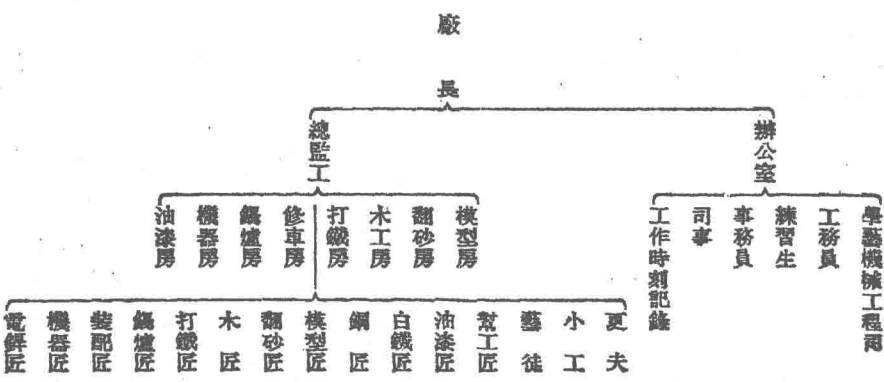 廠長
辦公室
學藝機械工程司
工務員
練習生
事務員
司事
工作時刻記錄
總監工
模型房
翻砂房
木工房
打鐵房
修車房
鍋爐房
機器房
油漆房
更夫
小工
藝徒
幫工匠
油漆匠
白鐵匠
銅匠
模型匠
翻砂匠
木匠
打鐵匠
鍋爐匠
裝配匠
機器匠
電銲匠